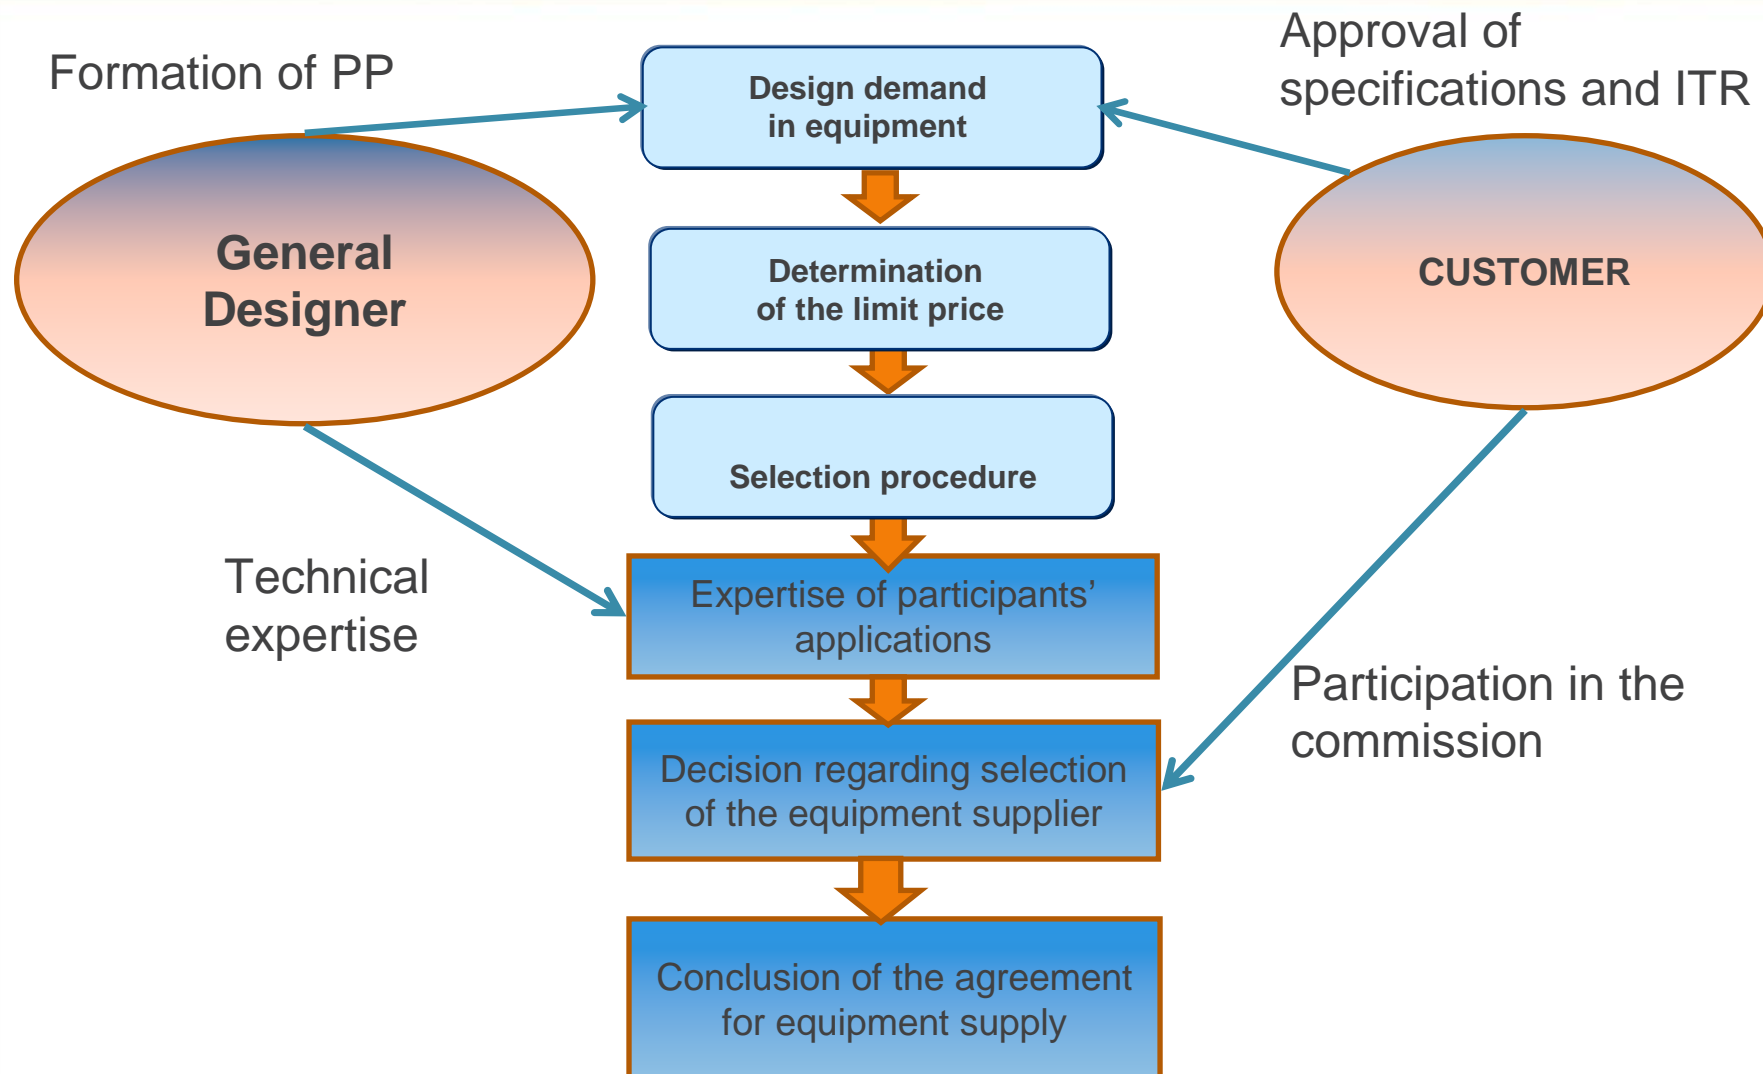 Formation of PP
Approval of
specifications and ITR
Design demand
in equipment
General
Designer
CUSTOMER
Determination
of the limit price
Selection procedure
Technical
expertise
Expertise of participants’
applications
Participation in the
commission
Decision regarding selection
of the equipment supplier
Conclusion of the agreement
for equipment supply